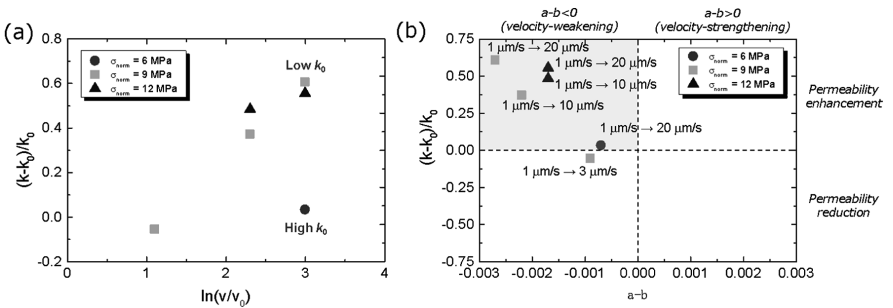 (a)
σnorm = 6 MPa
σnorm = 9 MPa
σnorm = 12 MPa
Low k0
High k0
(k-k0)/k0
0.8
0.6
0.4
0.2
0.0
-0.2
0 1 2 3 4
ln(v/v0)
(b)
a-b<0 a-b>0
(velocity-weakening) (velocity-strengthening)
σnorm = 6 MPa
σnorm = 9 MPa
σnorm = 12 MPa
1 μm/s → 20 μm/s
1 μm/s → 20 μm/s
1 μm/s → 10 μm/s
1 μm/s → 10 μm/s
1 μm/s → 20 μm/s
1 μm/s → 3 μm/s
Permeability
enhancement
Permeability
reduction
(k-k0)/k0
0.75
0.50
0.25
0.00
-0.25
-0.50
-0.75
-0.003 -0.002 -0.001 0.000 0.001 0.002 0.003
a-b